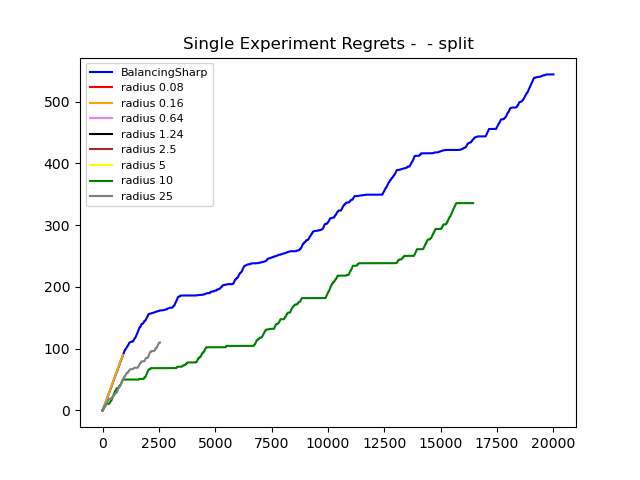 Single Experiment Regrets -  - split
BalancingSharp
radius 0.08
radius 0.16
radius 0.64
radius 1.24
radius 2.5
radius 5
radius 10
radius 25
500
400
300
200
100
0
0 2500 5000 7500 10000 12500 15000 17500 20000